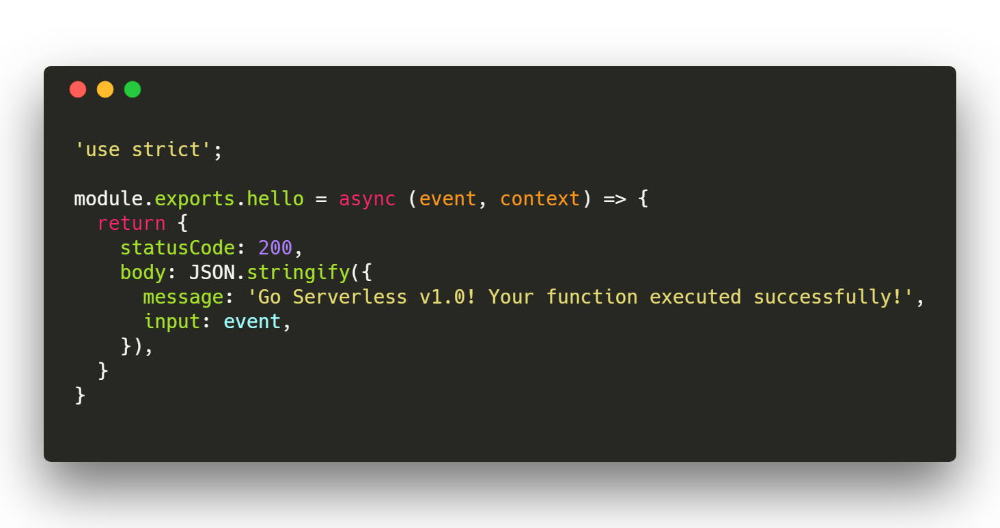 'use strict';

module.exports.hello = async (event, context) => {
  return {
    statusCode: 200,
    body: JSON.stringify({
      message: 'Go Serverless v1.0! Your function executed successfully!',
      input: event,
    }),
  }
}